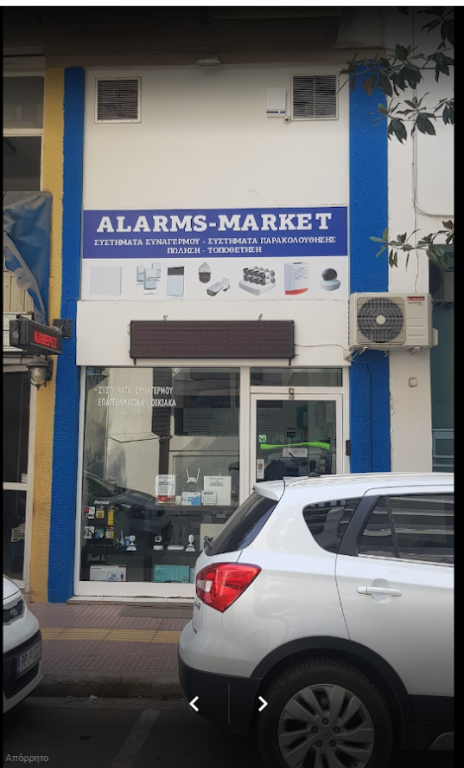 ALARMS-MARKET
ΣΥΣΤΗΜΑΤΑ ΣΥΝΑΓΕΡΜΟΥ - ΣΥΣΤΗΜΑΤΑ ΠΑΡΑΚΟΛΟΥΘΗΣΗΣ
ΠΩΛΗΣΗ - ΤΟΠΟΘΕΤΗΣΗ
• ΣΥΣΤΗΜΑΤΑ ΣΥΝΑΓΕΡΜΟΥ
ΕΠΑΓΓΕΛΜΑΤΙΚΑ - ΟΙΚΙΑΚΑ
Απόρρητο